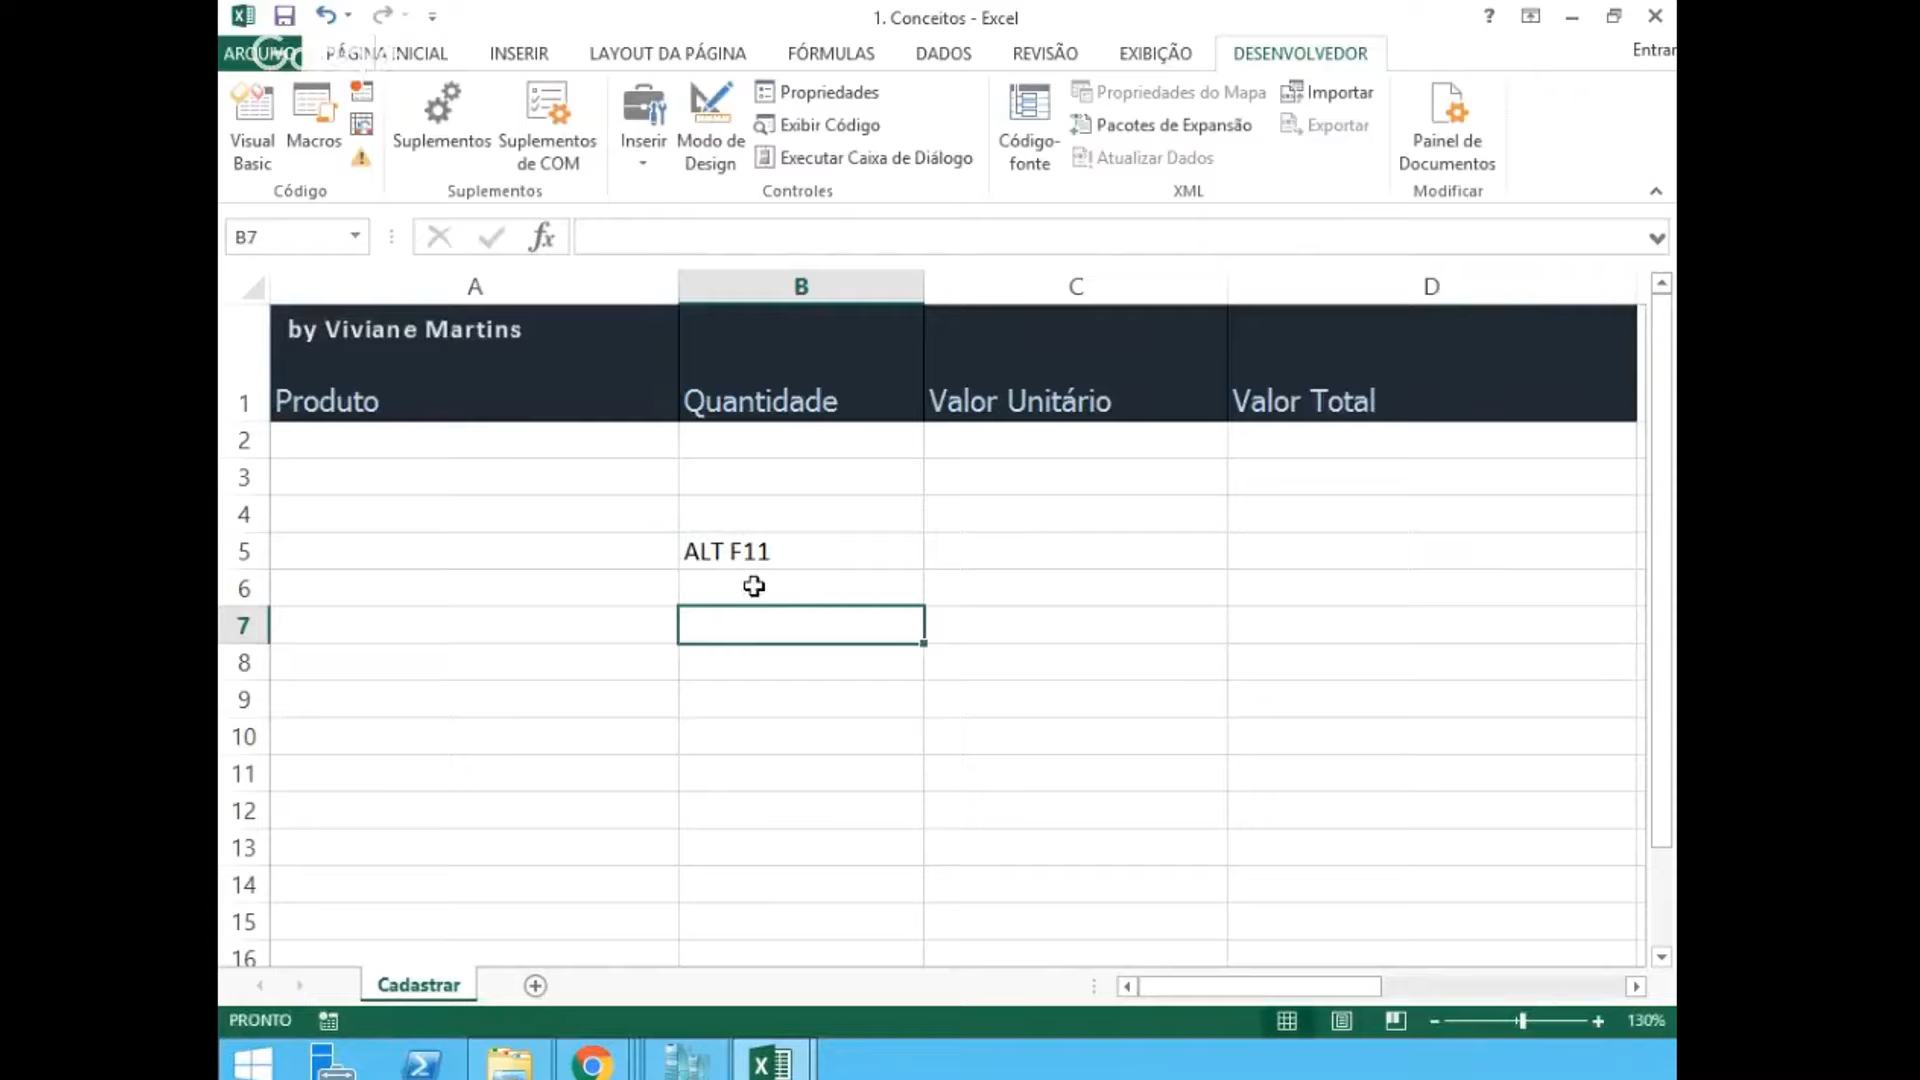 1. Conceitos - Excel
ARQUIVO PÁGINA INICIAL INSERIR LAYOUT DA PÁGINA FÓRMULAS DADOS REVISÃO EXIBIÇÃO DESENVOLVEDOR Entrar
Visual Basic
Macros
Suplementos
Suplementos de COM
Inserir
Modo de Design
Propriedades
Exibir Código
Executar Caixa de Diálogo
Código-fonte
Propriedades do Mapa
Pacotes de Expansão
Atualizar Dados
Importar
Exportar
Painel de Documentos
Código Suplementos Controles XML Modificar
B7 fx
A B C D
by Viviane Martins
1 Produto Quantidade Valor Unitário Valor Total
2
3
4
5 ALT F11
6
7
8
9
10
11
12
13
14
15
16
Cadastrar
PRONTO 130%